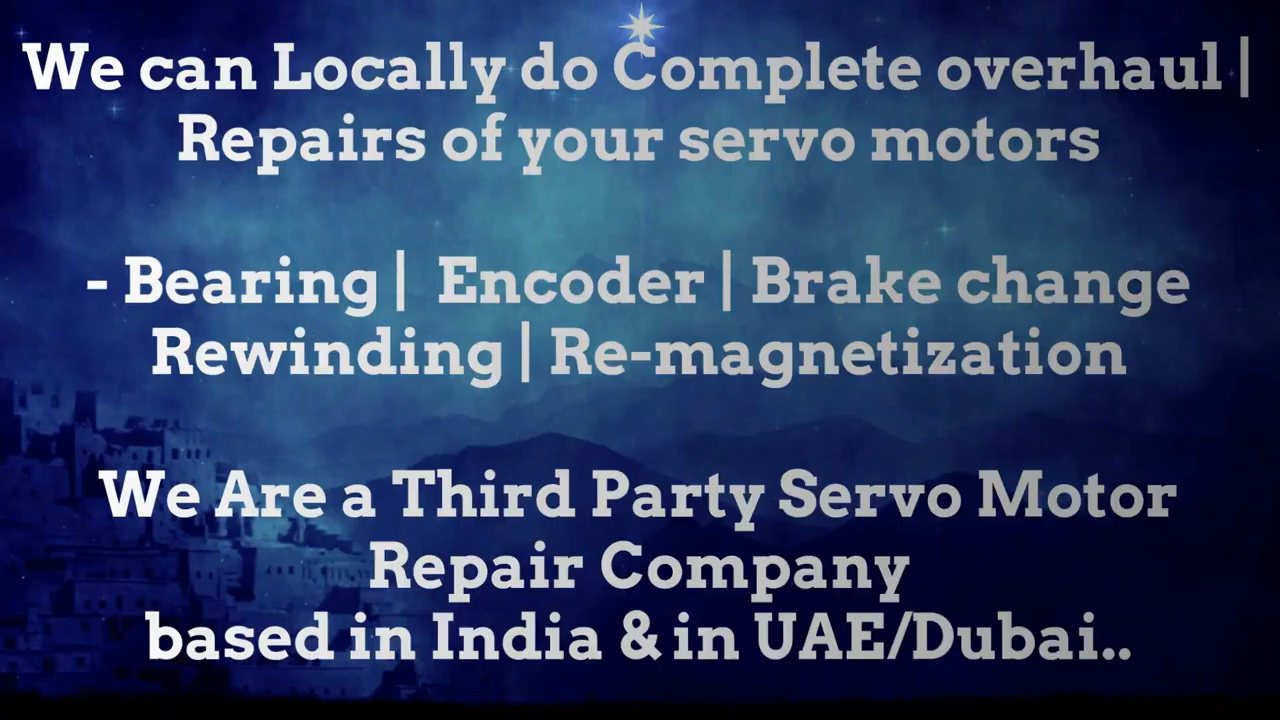 We can Locally do Complete overhaul |
Repairs of your servo motors
- Bearing | Encoder | Brake change
Rewinding | Re-magnetization
We Are a Third Party Servo Motor
Repair Company
based in India & in UAE/Dubai..